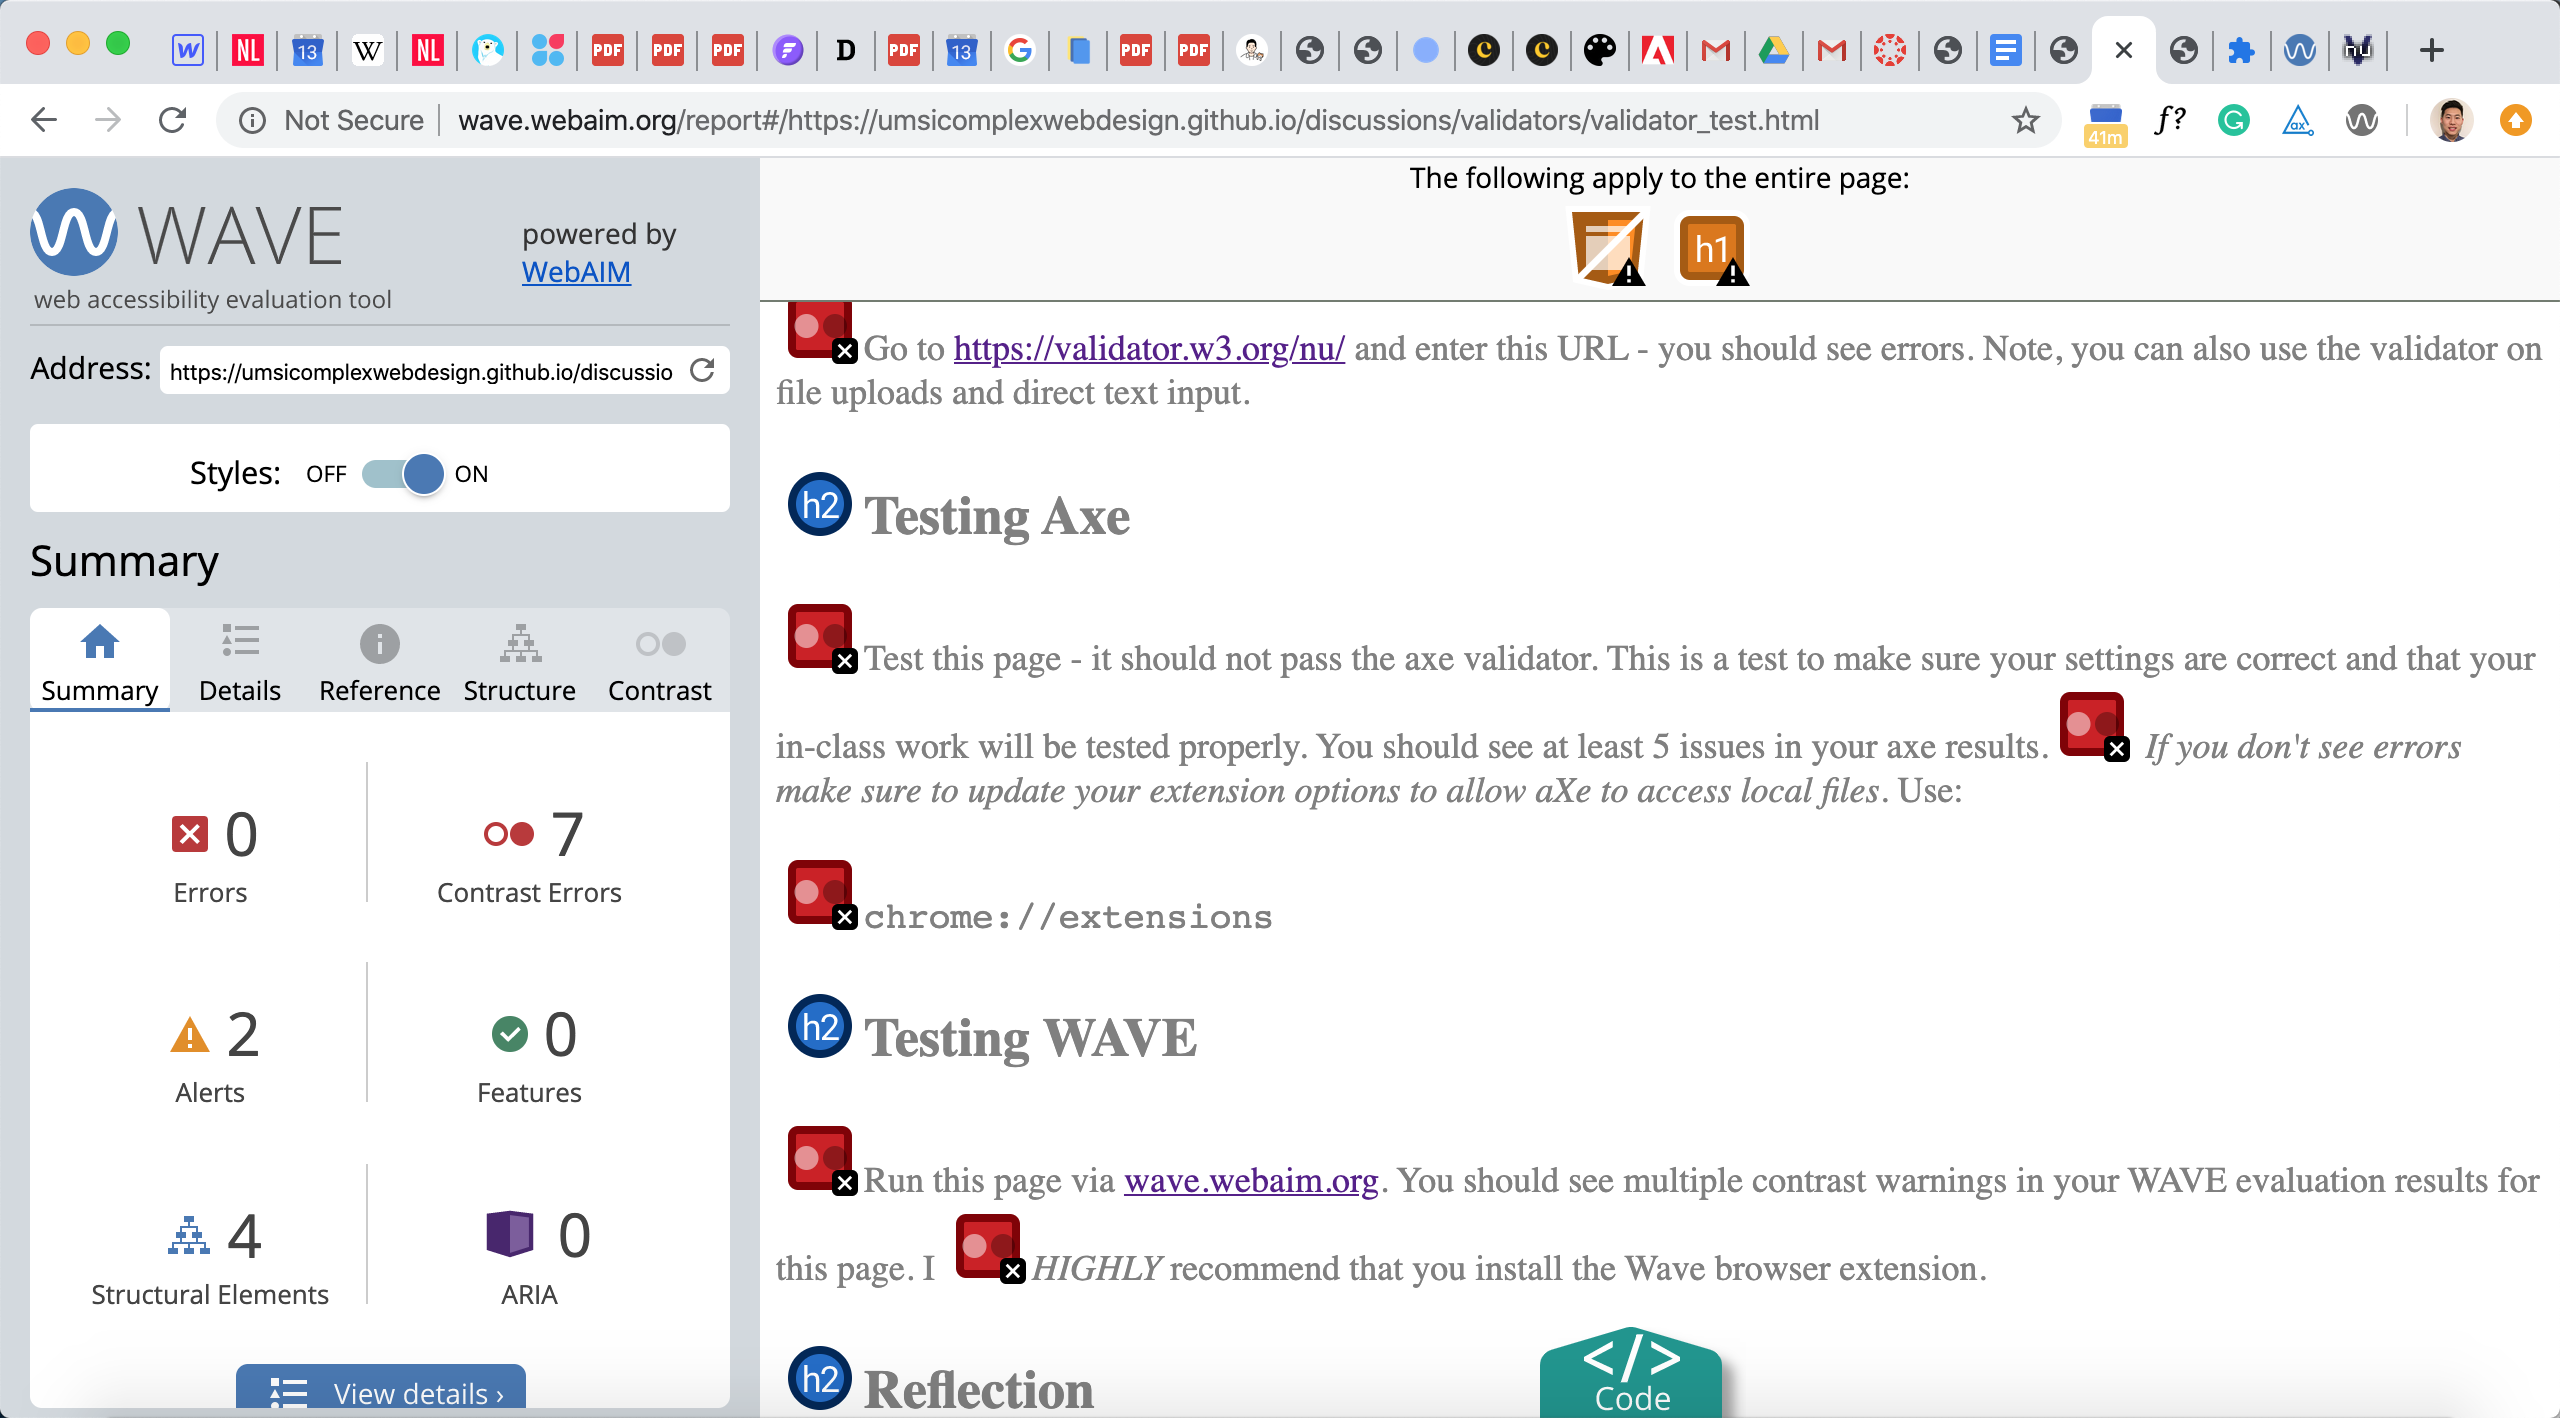 W NL 13 W NL PDF PDF PDF D PDF 13 G PDF PDF c c nu
Not Secure wave.webaim.org/report#/https://umsicomplexwebdesign.github.io/discussions/validators/validator_test.html 41m f? G ax
WAVE
powered by
WebAIM
web accessibility evaluation tool
Address: https://umsicomplexwebdesign.github.io/discussio
Styles: OFF ON
Summary
Summary Details Reference Structure Contrast
0 7
Errors Contrast Errors
2 0
Alerts Features
4 0
Structural Elements ARIA
View details ›
The following apply to the entire page:
h1
Go to https://validator.w3.org/nu/ and enter this URL - you should see errors. Note, you can also use the validator on
file uploads and direct text input.
h2 Testing Axe
Test this page - it should not pass the axe validator. This is a test to make sure your settings are correct and that your
in-class work will be tested properly. You should see at least 5 issues in your axe results. If you don't see errors
make sure to update your extension options to allow aXe to access local files. Use:
chrome://extensions
h2 Testing WAVE
Run this page via wave.webaim.org. You should see multiple contrast warnings in your WAVE evaluation results for
this page. I HIGHLY recommend that you install the Wave browser extension.
h2 Reflection
</>
Code